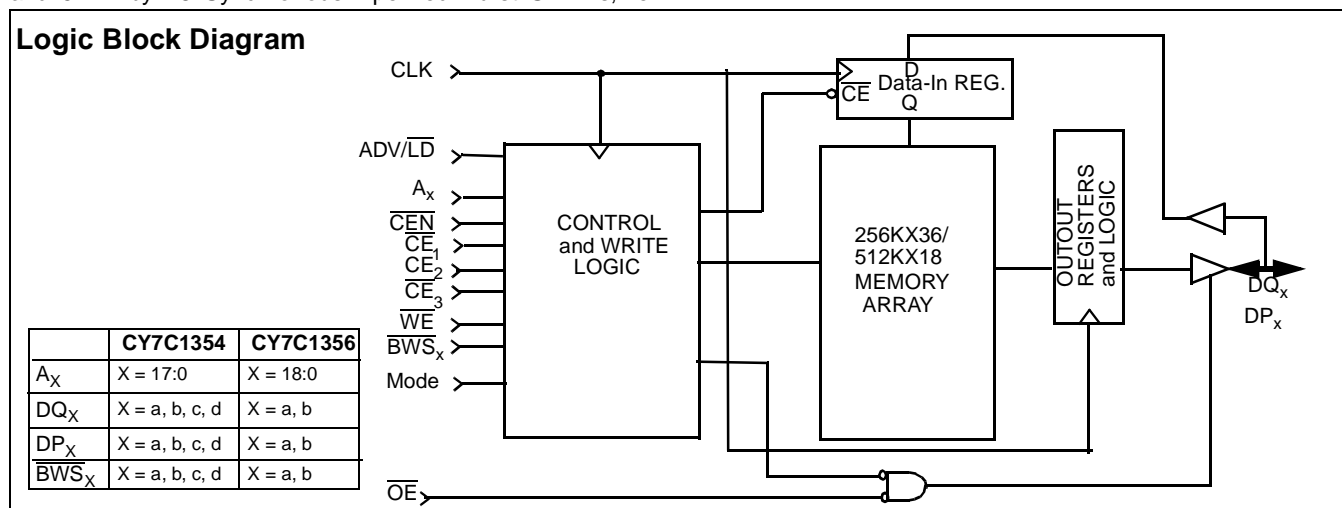 Logic Block Diagram
CLK
D
CE Data-In REG.
Q
ADV/LD
Ax
CEN
CE1
CE2
CE3
WE
BWSx
Mode
CONTROL
and WRITE
LOGIC
256KX36/
512KX18
MEMORY
ARRAY
OUTOUT
REGISTERS
and LOGIC
DQx
DPx
CY7C1354 CY7C1356
AX X = 17:0 X = 18:0
DQX X = a, b, c, d X = a, b
DPX X = a, b, c, d X = a, b
BWSX X = a, b, c, d X = a, b
OE